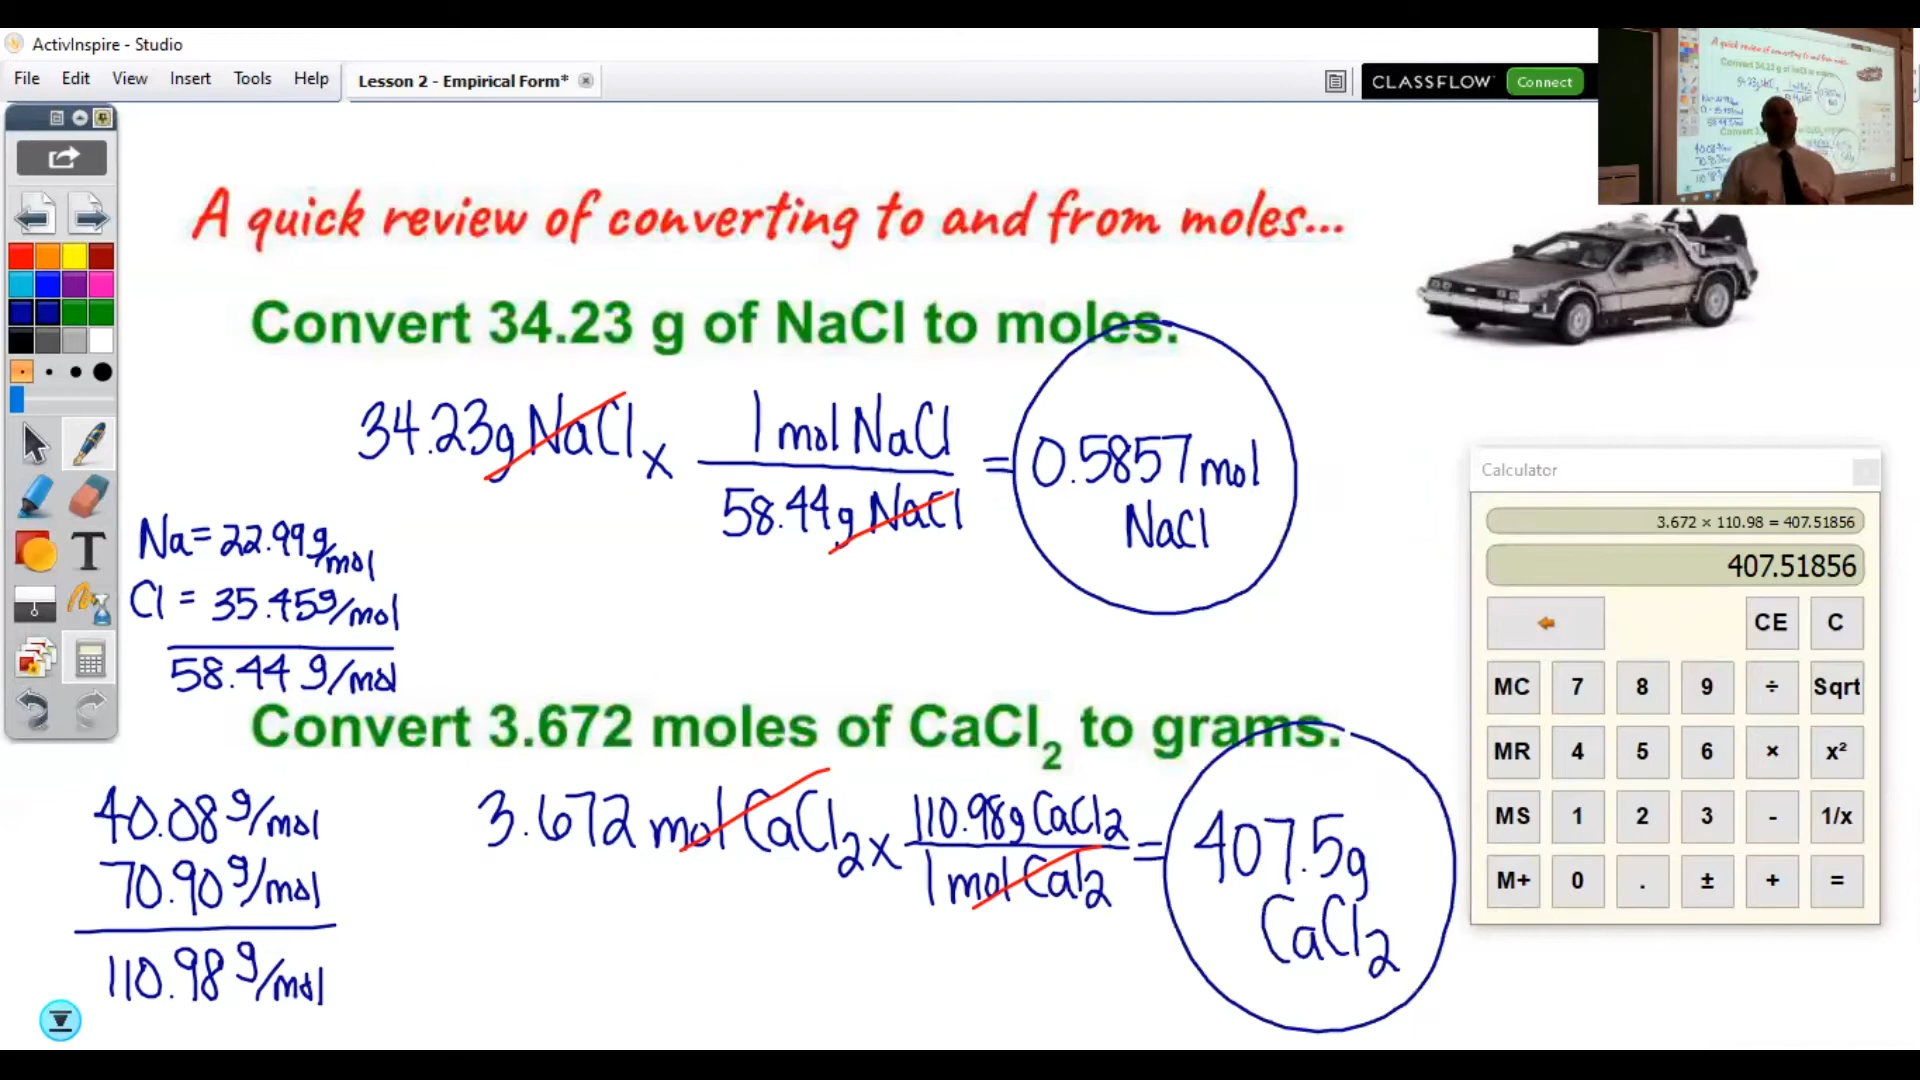 ActivInspire - Studio
File Edit View Insert Tools Help
Lesson 2 - Empirical Form*
CLASSFLOW Connect
A quick review of converting to and from moles...
Convert 34.23 g of NaCl to moles.
34.23g NaCl x 1 mol NaCl / 58.44g NaCl = 0.5857 mol
NaCl
Na = 22.99 g/mol
Cl = 35.45 g/mol
58.44 g/mol
Convert 3.672 moles of CaCl₂ to grams.
40.08 g/mol
70.90 g/mol
110.98 g/mol
3.672 mol CaCl₂ x 110.98g CaCl₂ / 1 mol CaCl₂ = 407.5g
CaCl₂
Calculator
3.672 × 110.98 = 407.51856
407.51856
CE C
MC 7 8 9 ÷ Sqrt
MR 4 5 6 × x²
MS 1 2 3 - 1/x
M+ 0 . ± + =
T